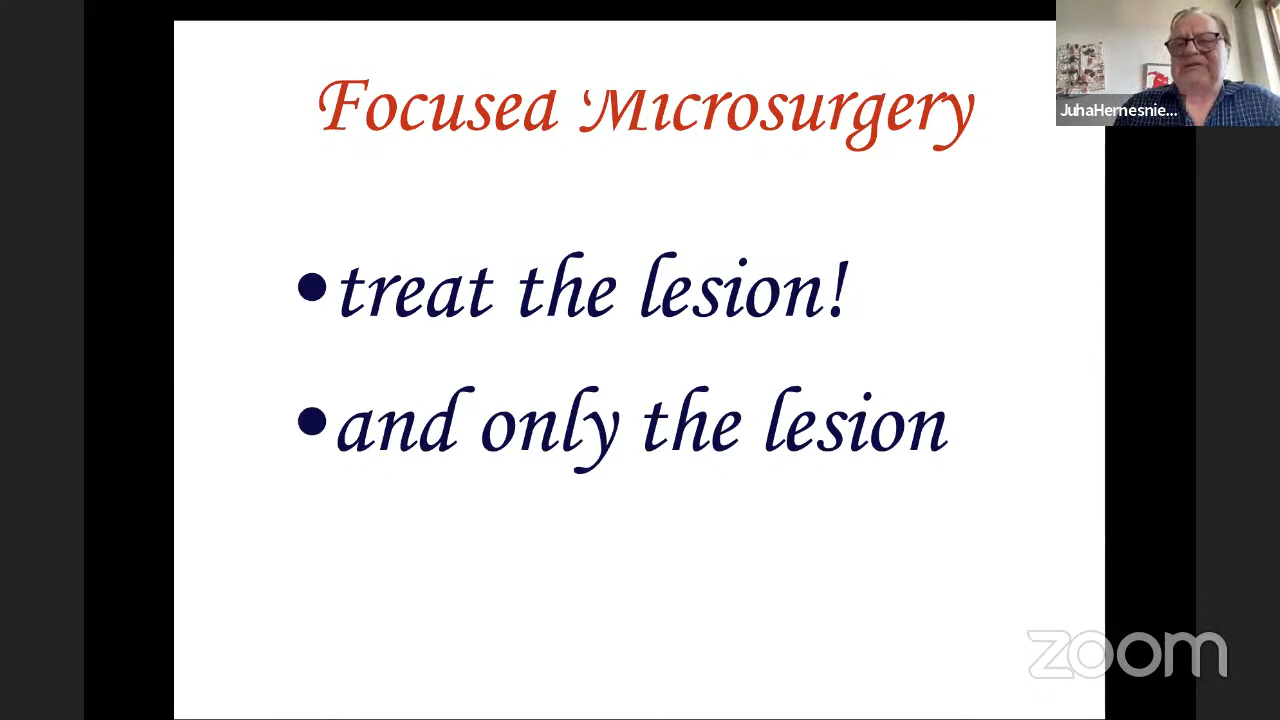 Focused Microsurgery
•treat the lesion!
•and only the lesion
JuhaHernesnie...
zoom